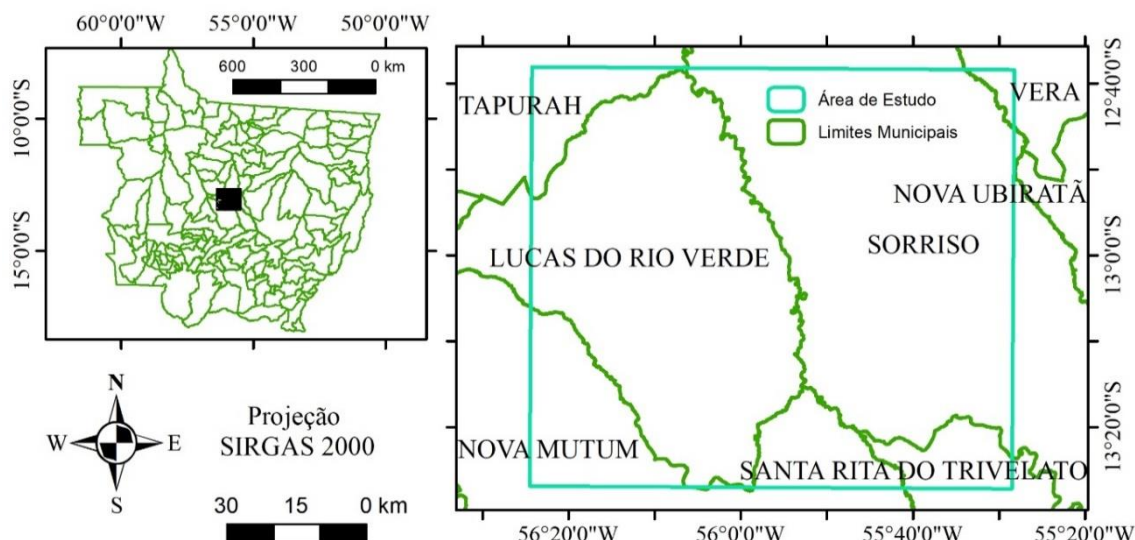 60°0'0"W 55°0'0"W 50°0'0"W
600 300 0 km
10°0'0"S
15°0'0"S
N
W E
S
Projeção
SIRGAS 2000
30 15 0 km
TAPURAH
VERA
Área de Estudo
Limites Municipais
NOVA UBIRATÃ
SORRISO
LUCAS DO RIO VERDE
NOVA MUTUM
SANTA RITA DO TRIVELATO
12°40'0"S
13°0'0"S
13°20'0"S
56°20'0"W 56°0'0"W 55°40'0"W 55°20'0"W